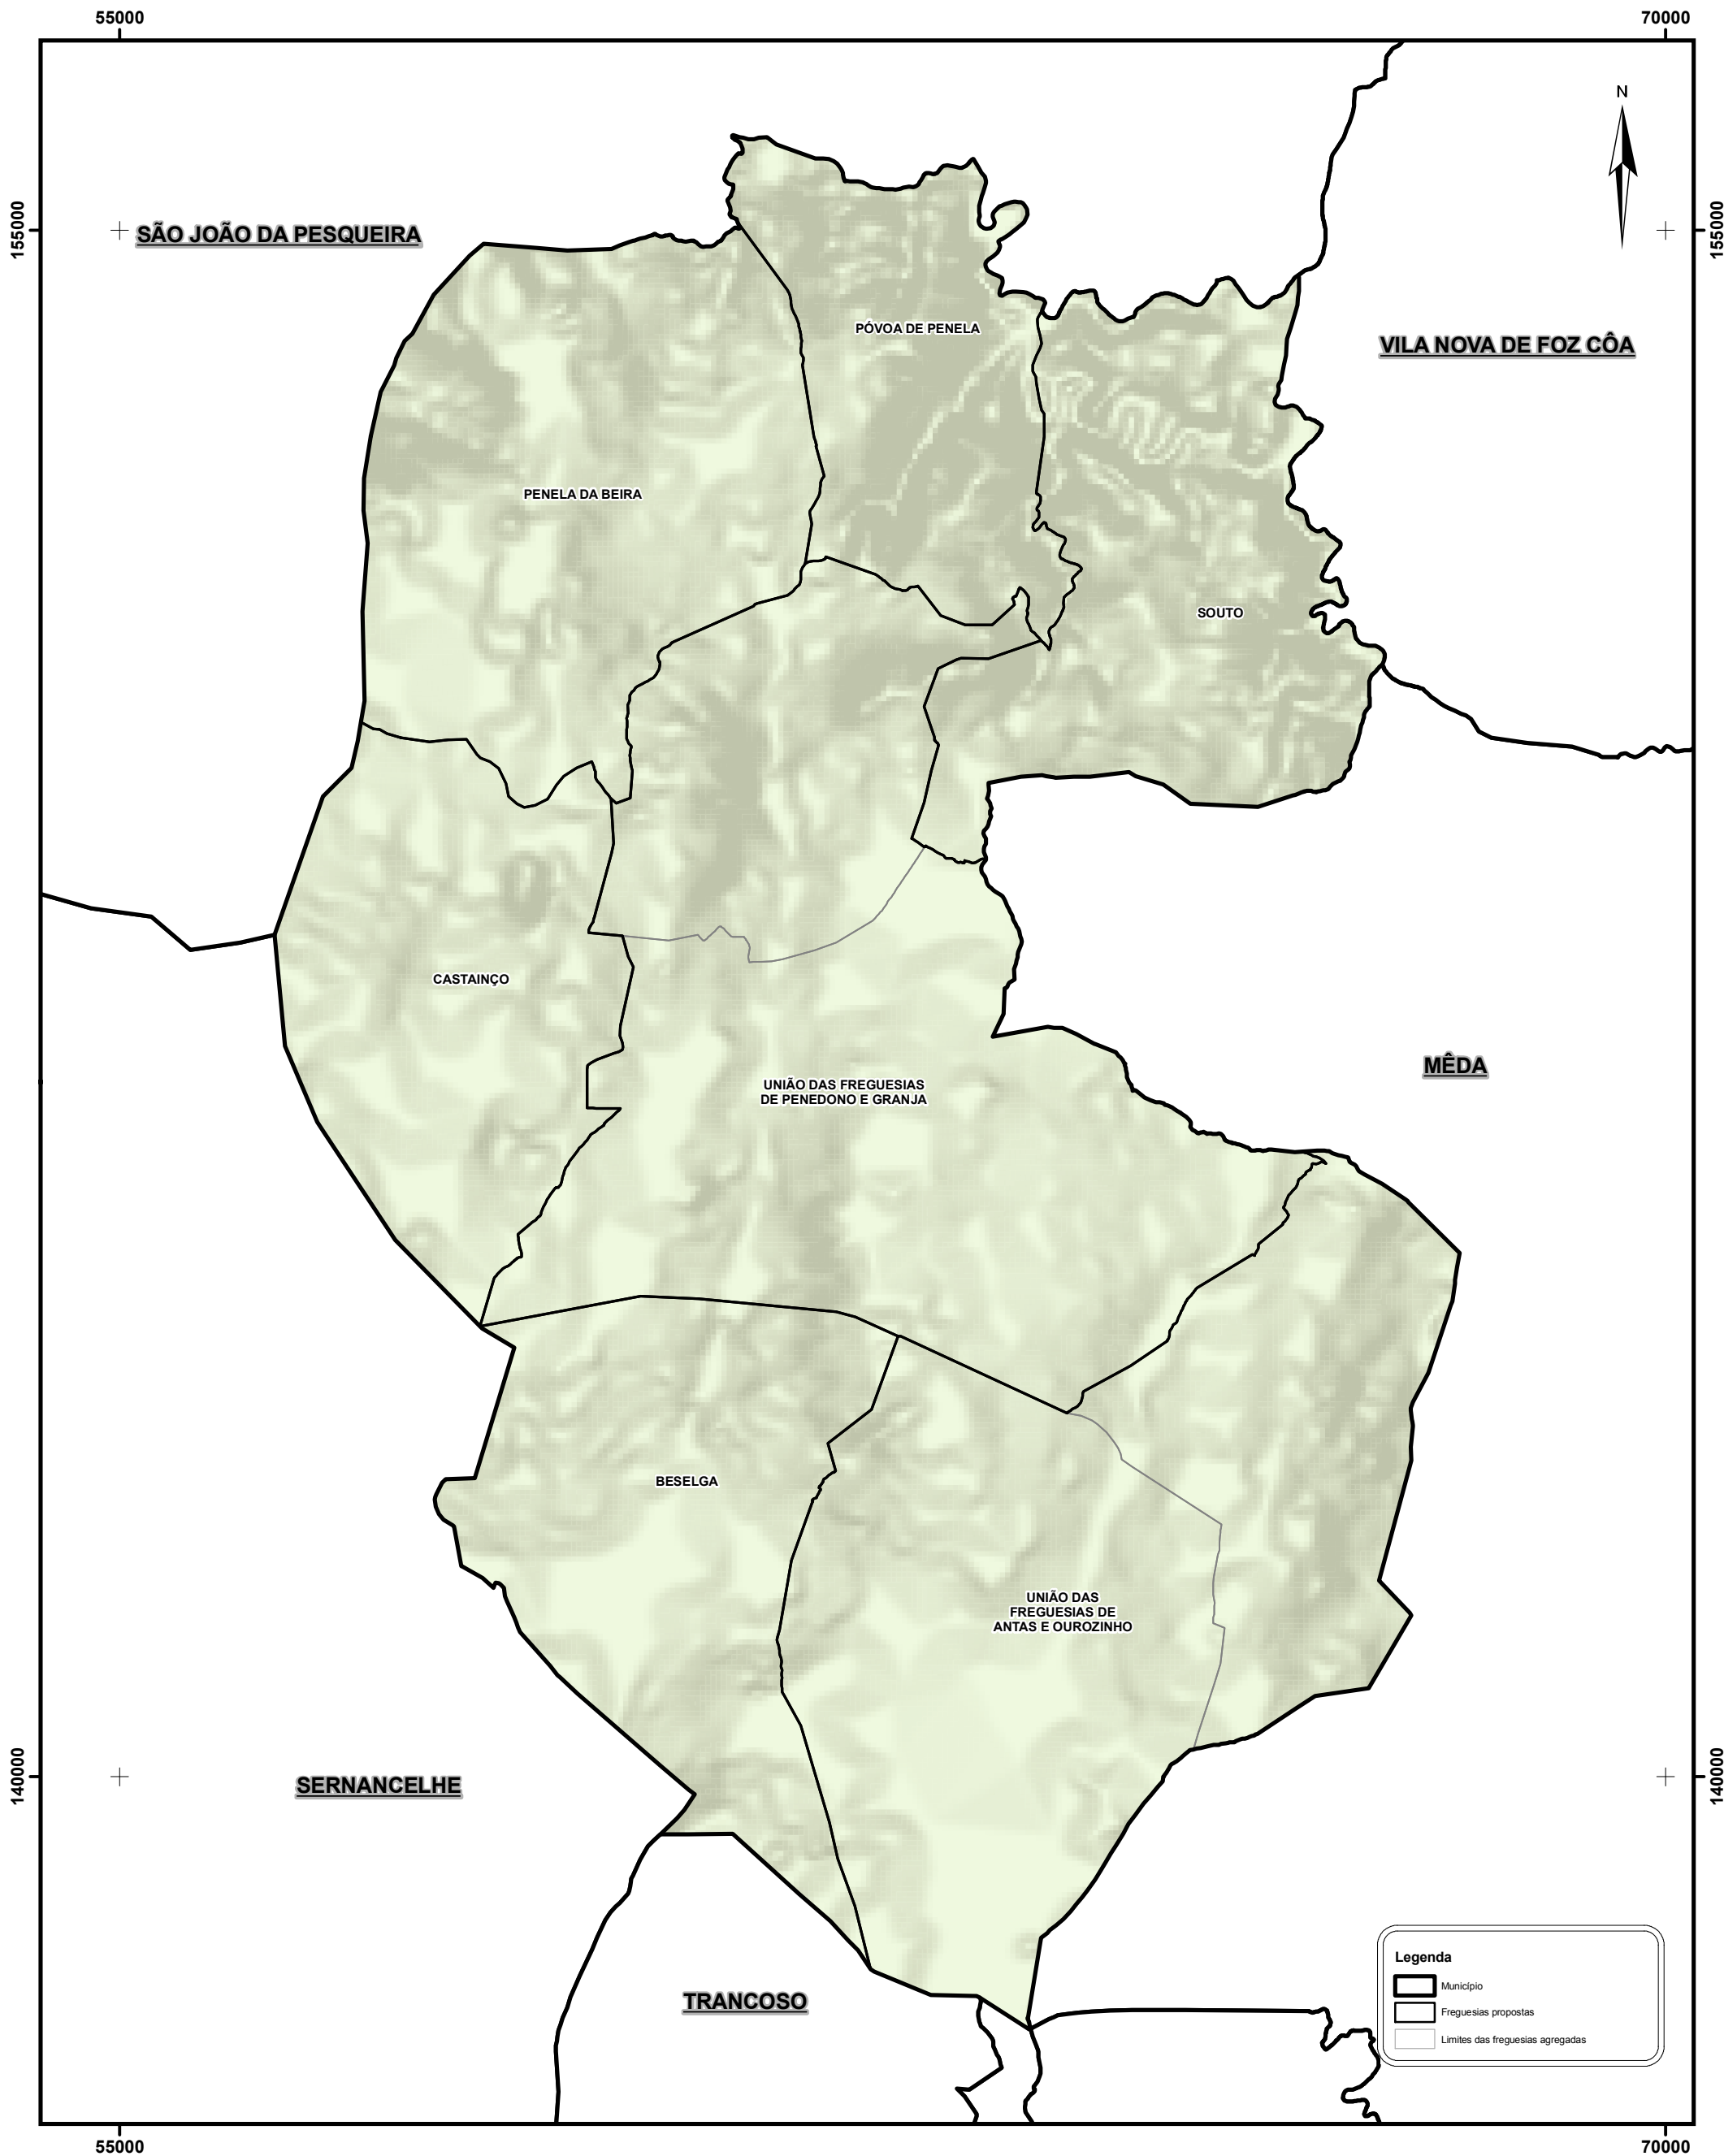 55000
70000
N
155000
155000
SÃO JOÃO DA PESQUEIRA
PÓVOA DE PENELA
VILA NOVA DE FOZ CÔA
PENELA DA BEIRA
SOUTO
CASTAINÇO
MÊDA
UNIÃO DAS FREGUESIAS
DE PENEDONO E GRANJA
BESELGA
UNIÃO DAS
FREGUESIAS DE
ANTAS E OUROZINHO
140000
140000
SERNANCELHE
TRANCOSO
Legenda
Município
Freguesias propostas
Limites das freguesias agregadas
55000
70000